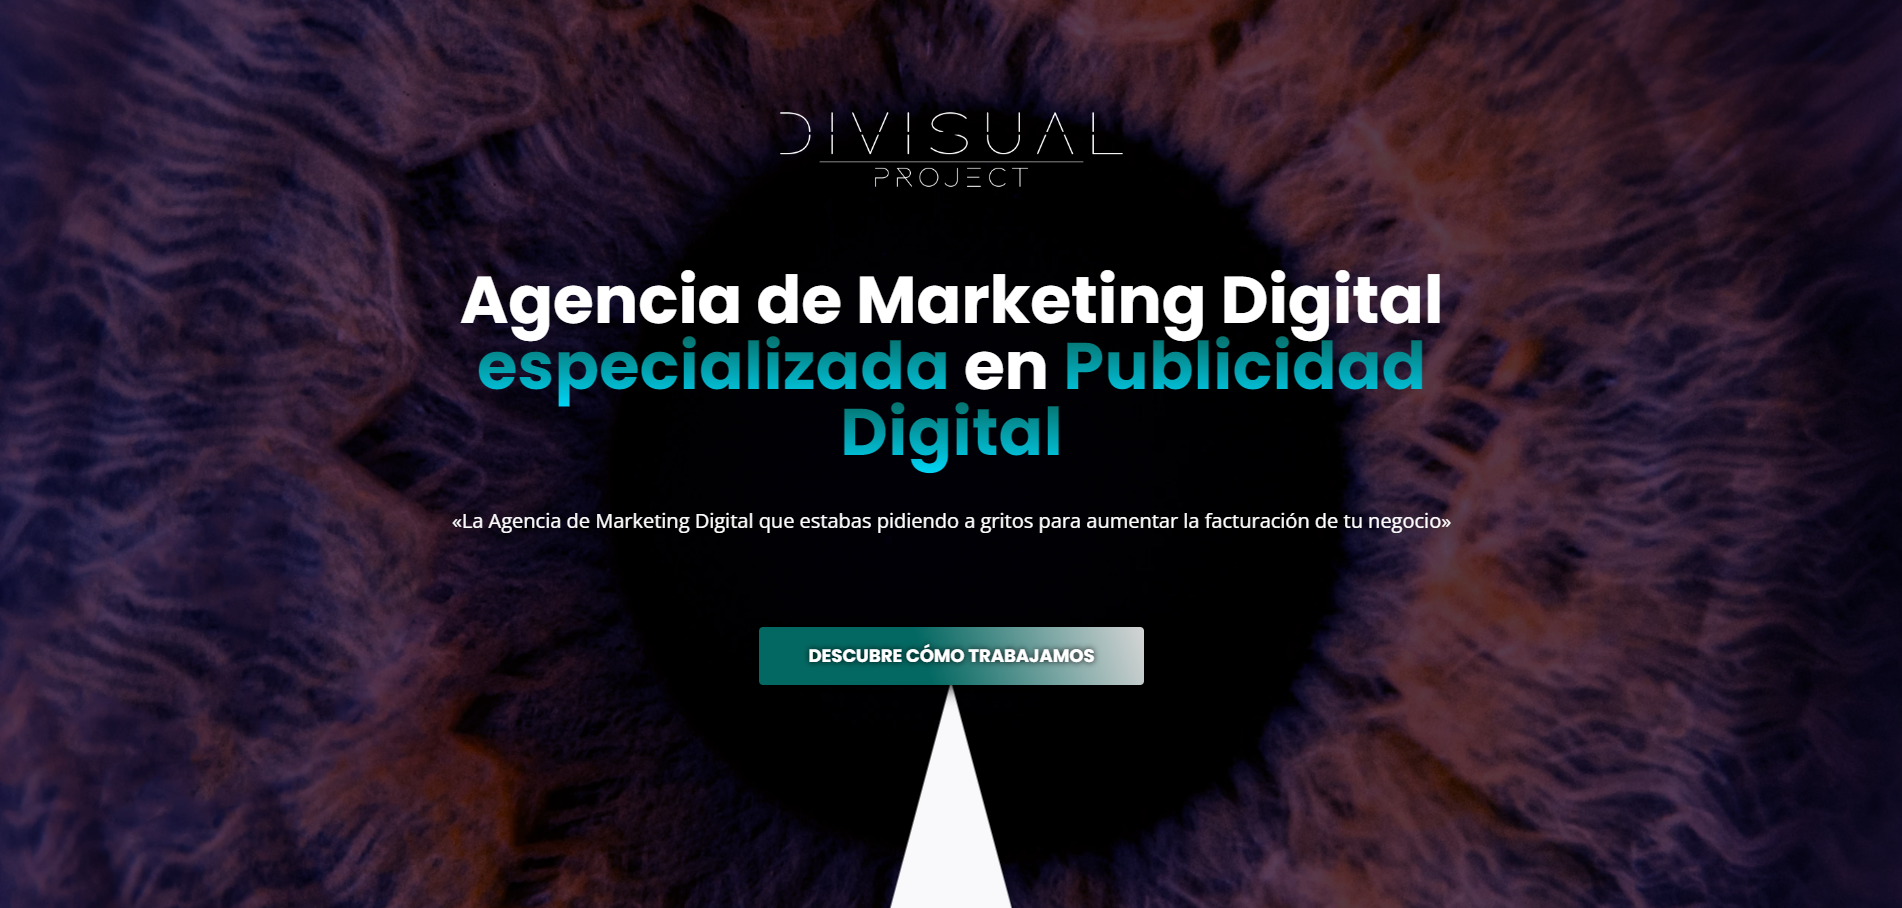 DIVISUAL
PROJECT
Agencia de Marketing Digital
especializada en Publicidad
Digital
«La Agencia de Marketing Digital que estabas pidiendo a gritos para aumentar la facturación de tu negocio»
DESCUBRE CÓMO TRABAJAMOS